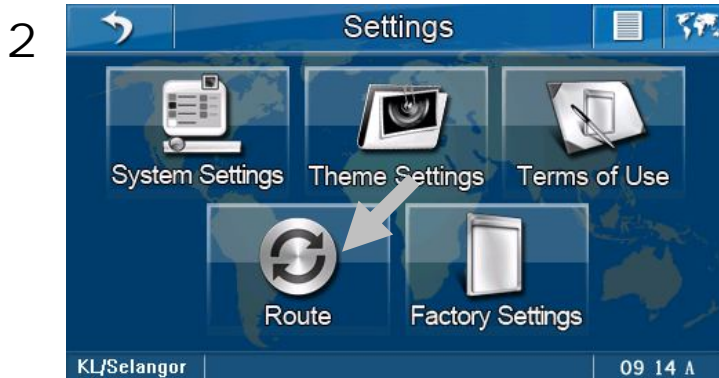 2
Settings
System Settings Theme Settings Terms of Use
Route Factory Settings
KL/Selangor 09 14 A